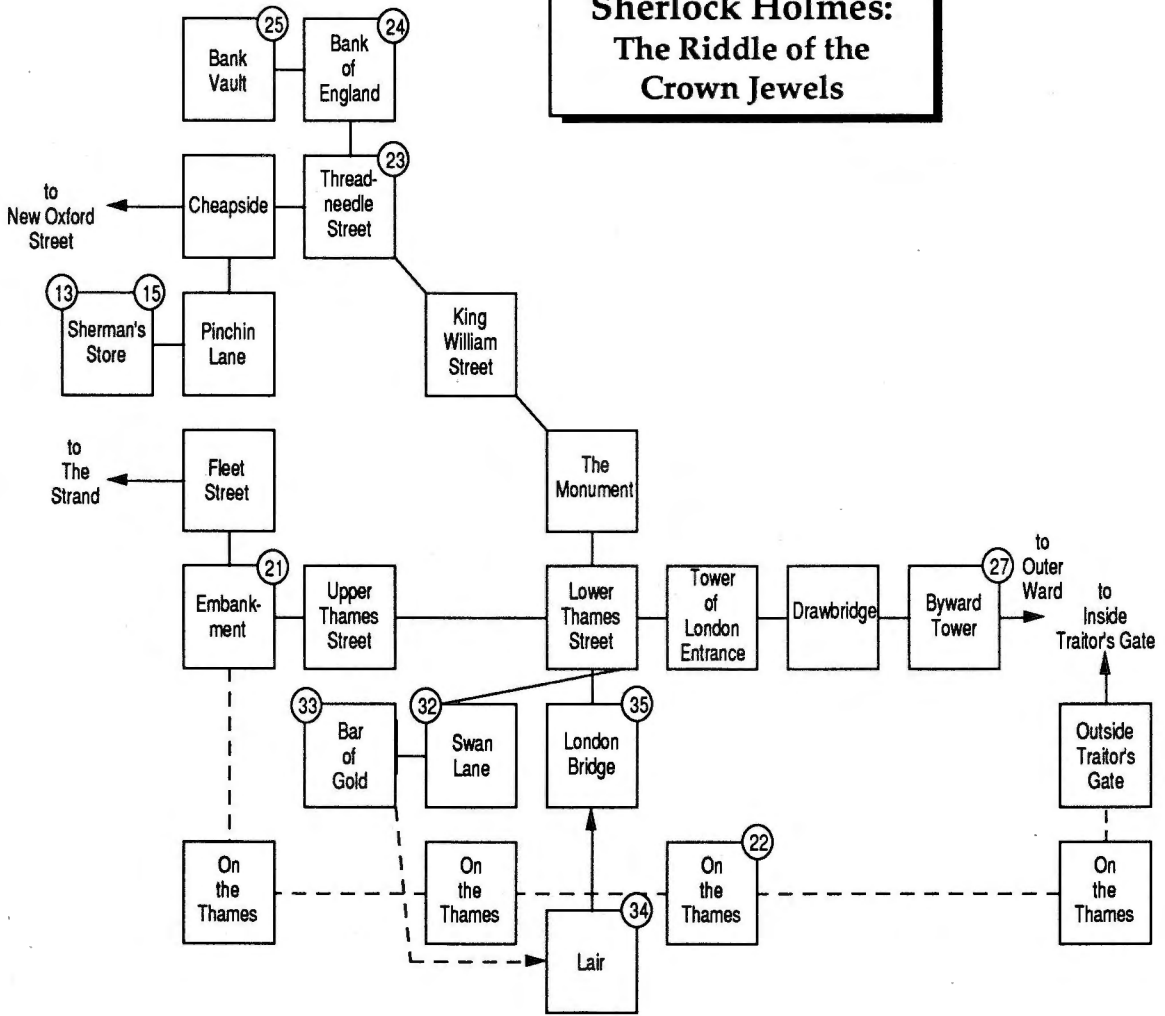 Sherlock Holmes:
The Riddle of the
Crown Jewels
25
Bank
Vault
24
Bank
of
England
to
New Oxford
Street
Cheapside
23
Thread-
needle
Street
13
15
Sherman's
Store
Pinchin
Lane
King
William
Street
to
The
Strand
Fleet
Street
The
Monument
21
Embank-
ment
Upper
Thames
Street
Lower
Thames
Street
Tower
of
London
Entrance
Drawbridge
27
Byward
Tower
to
Outer
Ward
to
Inside
Traitor's Gate
33
Bar
of
Gold
32
Swan
Lane
35
London
Bridge
Outside
Traitor's
Gate
On
the
Thames
On
the
Thames
22
On
the
Thames
On
the
Thames
34
Lair